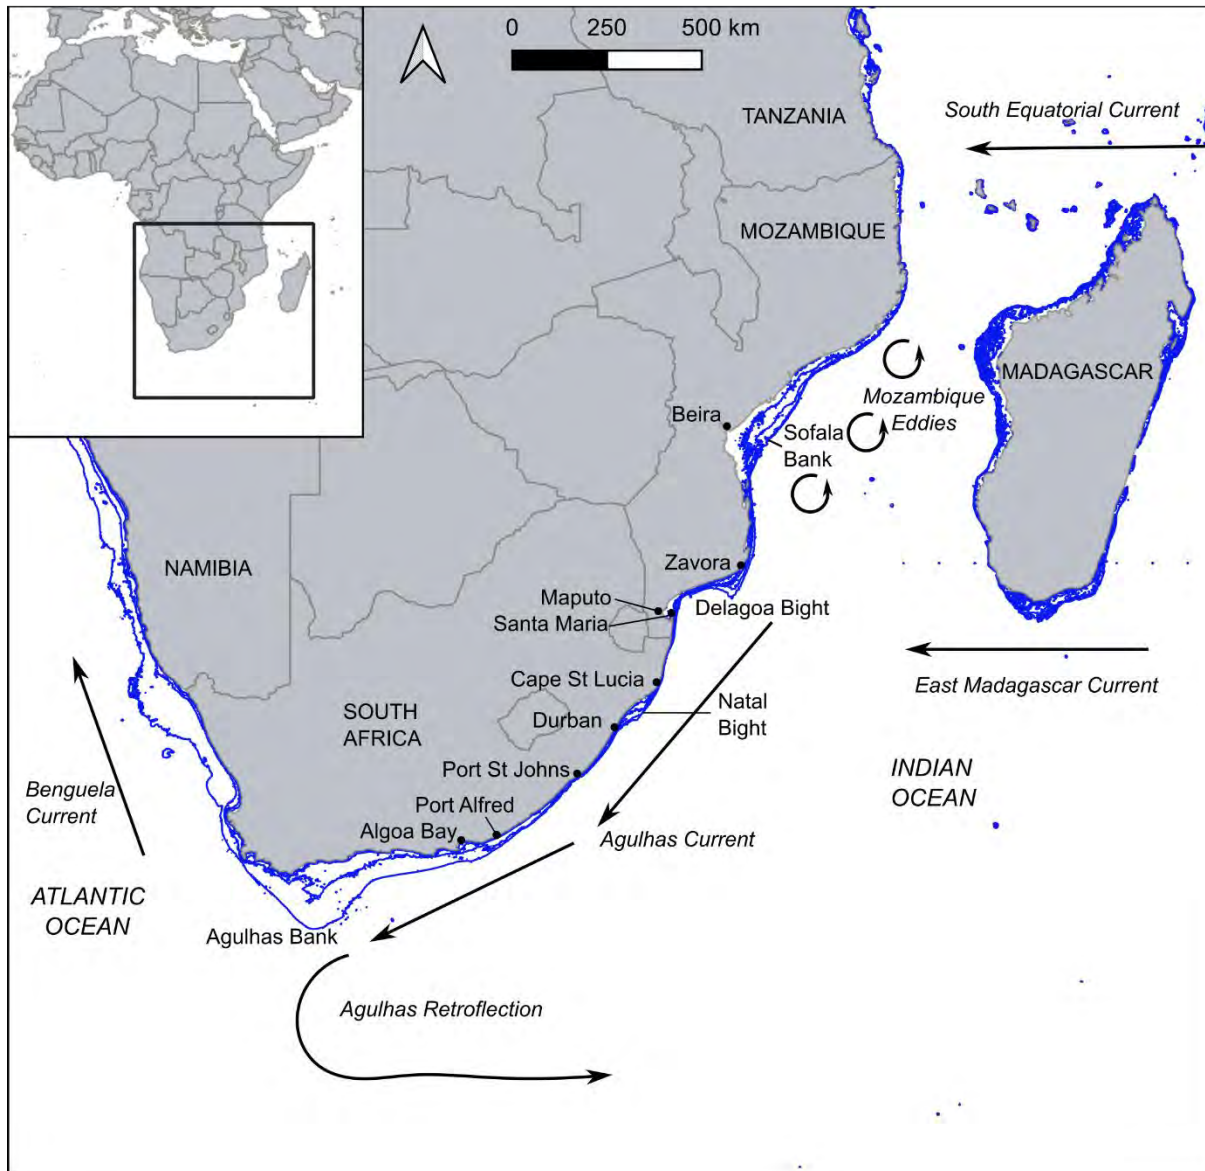 0 250 500 km
TANZANIA
South Equatorial Current
MOZAMBIQUE
MADAGASCAR
Mozambique
Eddies
Beira
Sofala
Bank
Zavora
NAMIBIA
Maputo
Delagoa Bight
Santa Maria
East Madagascar Current
Cape St Lucia
Natal
Bight
SOUTH
AFRICA
Durban
Port St Johns
INDIAN
OCEAN
Benguela
Current
Port Alfred
Algoa Bay
Agulhas Current
ATLANTIC
OCEAN
Agulhas Bank
Agulhas Retroflection